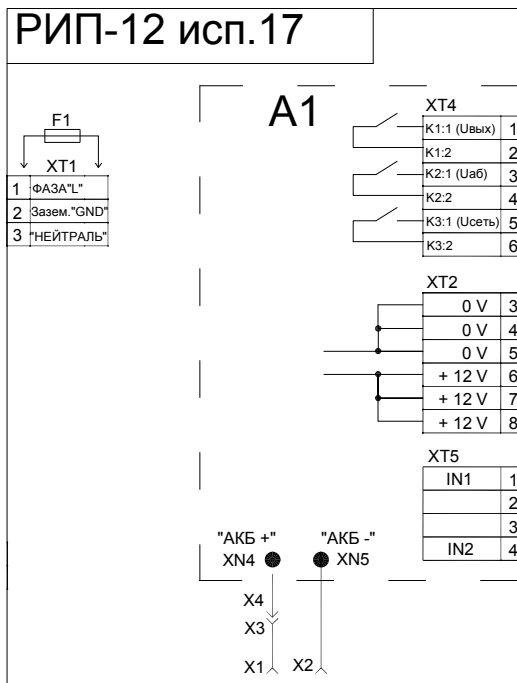 РИП-12 исп.17
F1
XT1
1 ФАЗА"L"
2 Зазем."GND"
3 "НЕЙТРАЛЬ"
A1
XT4
K1:1 (Uвых) 1
K1:2 2
K2:1 (Uаб) 3
K2:2 4
K3:1 (Uсеть) 5
K3:2 6
XT2
0 V 3
0 V 4
0 V 5
+ 12 V 6
+ 12 V 7
+ 12 V 8
XT5
IN1 1
2
3
IN2 4
"АКБ +" "АКБ -"
XN4 XN5
X4
X3
X1 X2